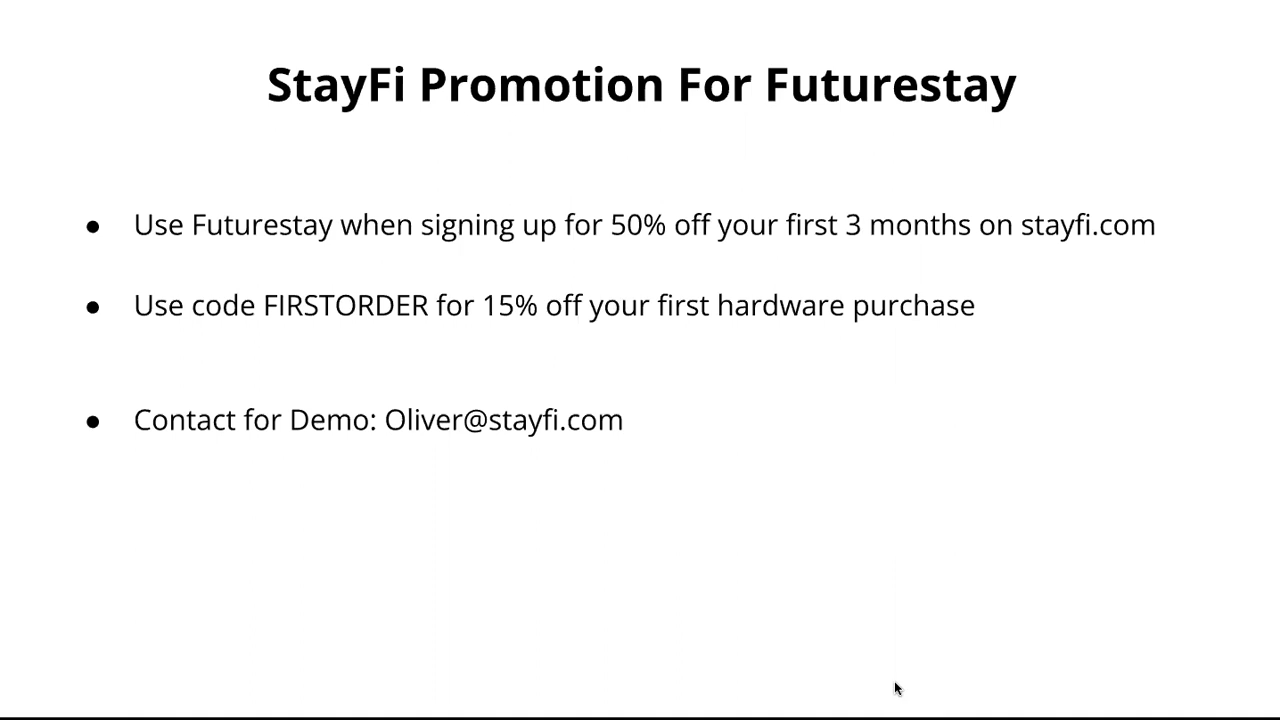 StayFi Promotion For Futurestay
● Use Futurestay when signing up for 50% off your first 3 months on stayfi.com
● Use code FIRSTORDER for 15% off your first hardware purchase
● Contact for Demo: Oliver@stayfi.com